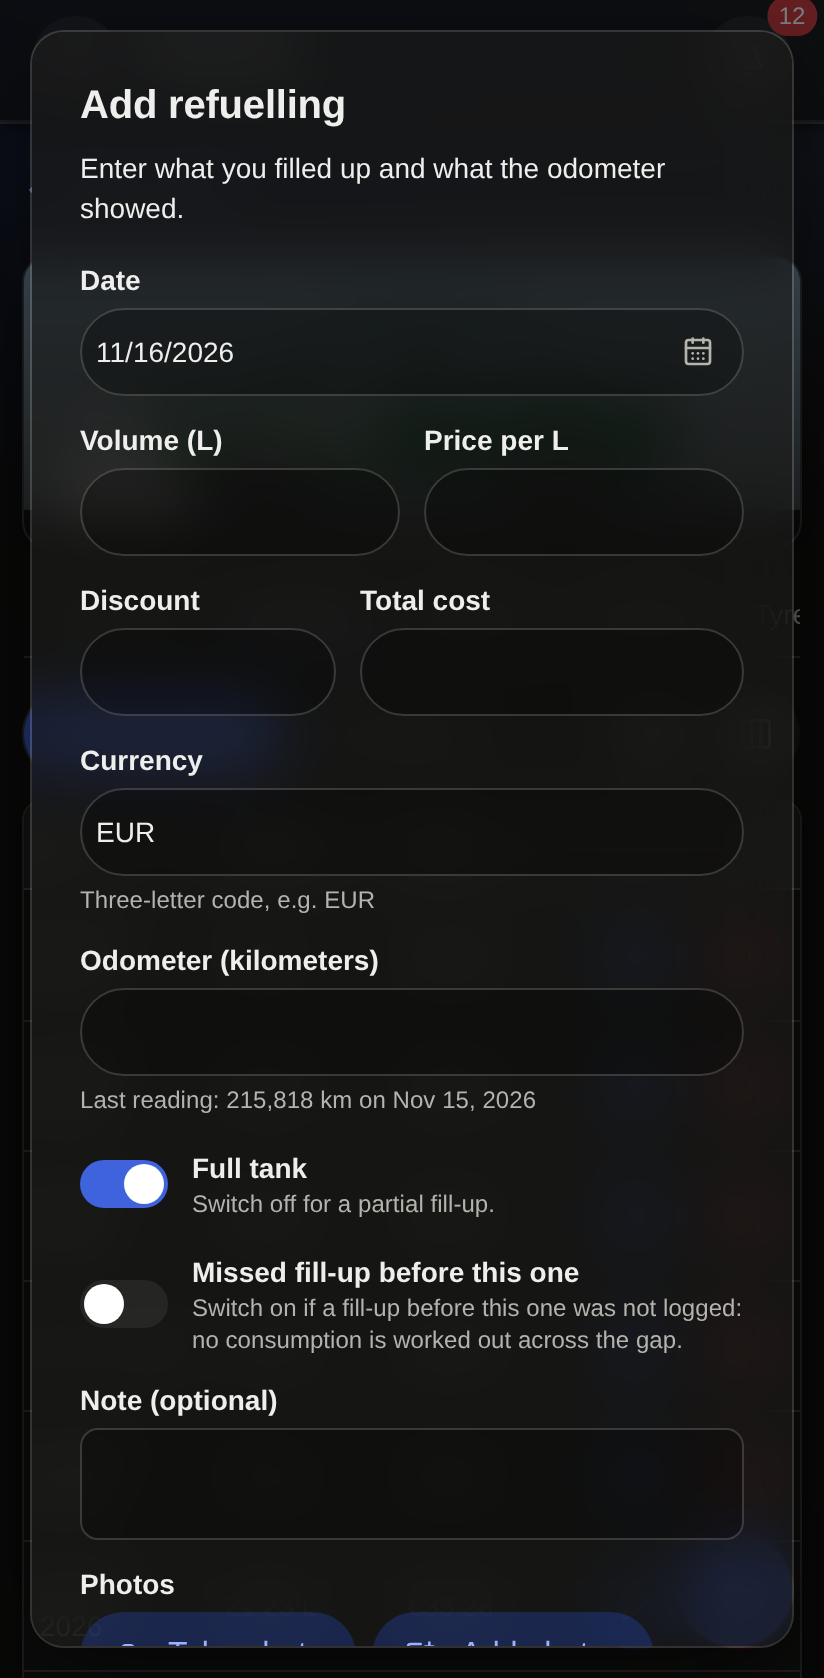 12
Add refuelling
Enter what you filled up and what the odometer
showed.
Date
11/16/2026
Volume (L)
Price per L
Discount
Total cost
Currency
EUR
Three-letter code, e.g. EUR
Odometer (kilometers)
Last reading: 215,818 km on Nov 15, 2026
Full tank
Switch off for a partial fill-up.
Missed fill-up before this one
Switch on if a fill-up before this one was not logged:
no consumption is worked out across the gap.
Note (optional)
Photos
2026